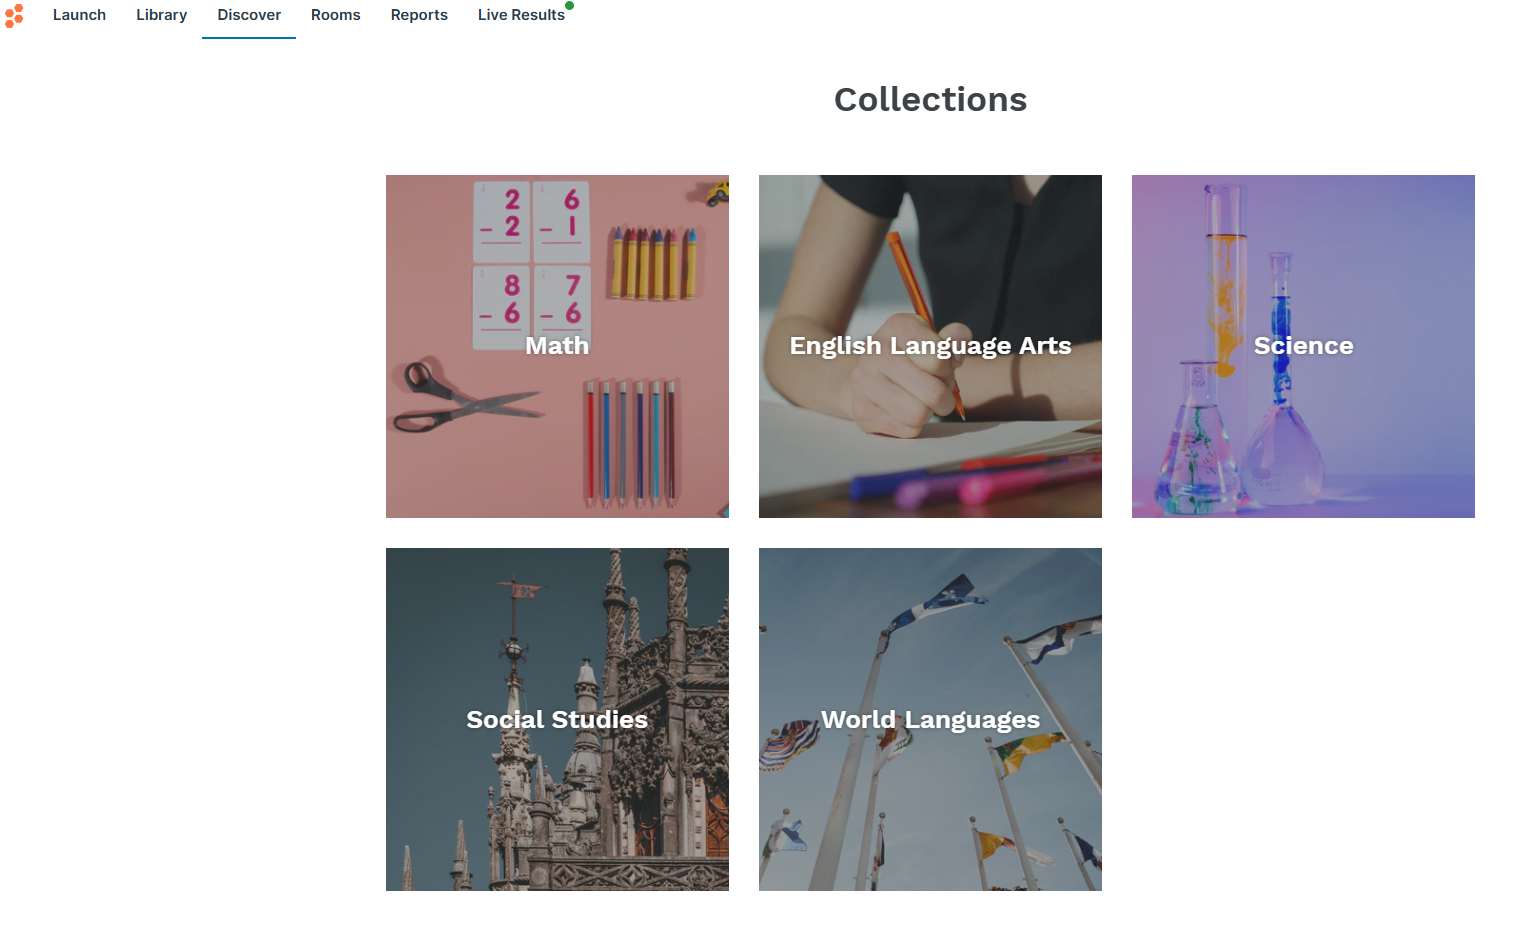 Launch Library Discover Rooms Reports Live Results
Collections
2 6
- 2 - 1
8 7
- 6 - 6
Math
English Language Arts
Science
Social Studies
World Languages